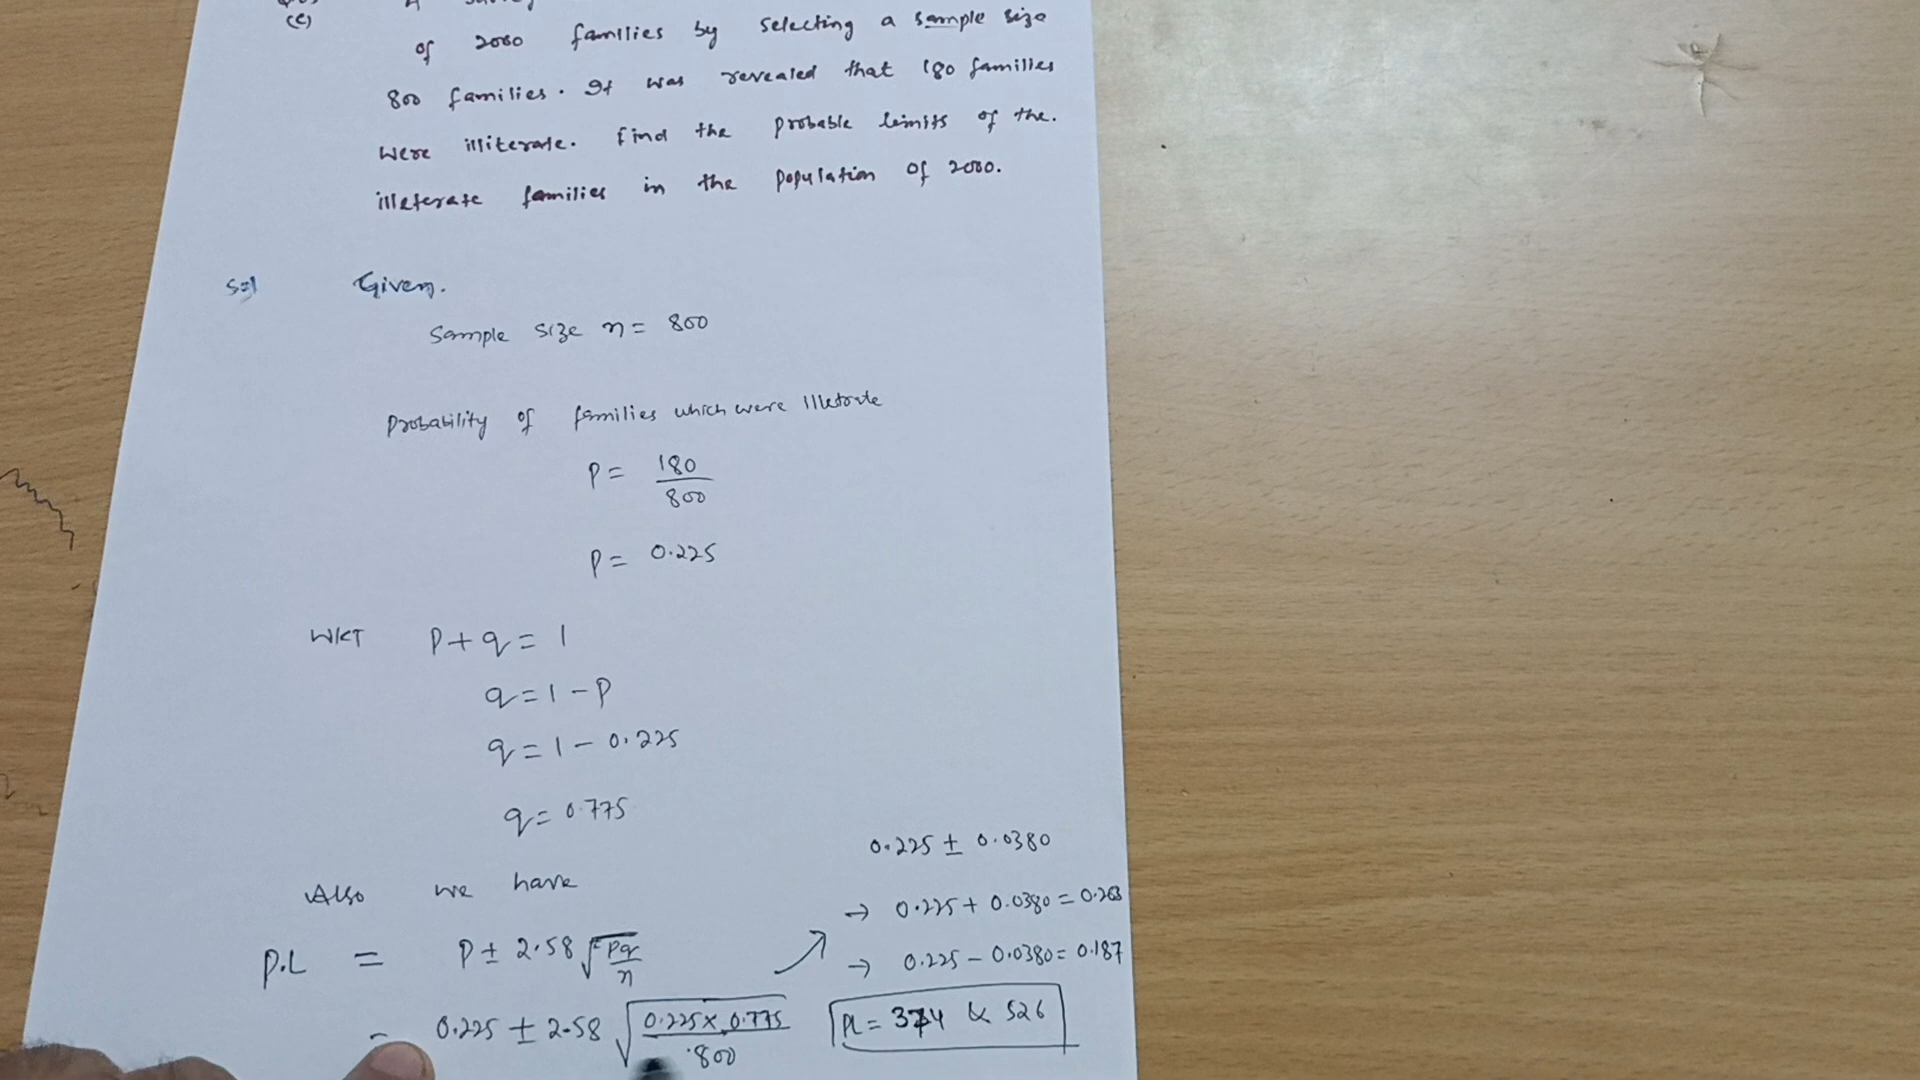 (c)
of 2000 families by selecting a sample size
800 families. It was revealed that 180 families
were illiterate. Find the probable limits of the.
illeterate families in the population of 2000.
Sol Given.
Sample size n = 800
Probability of families which were
P = 180/800
P = 0.225
WKT P + q = 1
q = 1 - P
q = 1 - 0.225
q = 0.775
Also we have
P.L = P ± 2.58 √(pq/n)
= 0.225 ± 2.58 √(0.225 × 0.775/800)
0.225 ± 0.0380
→ 0.225 + 0.0380 = 0.263
→ 0.225 - 0.0380 = 0.187
PL = 374 & 526